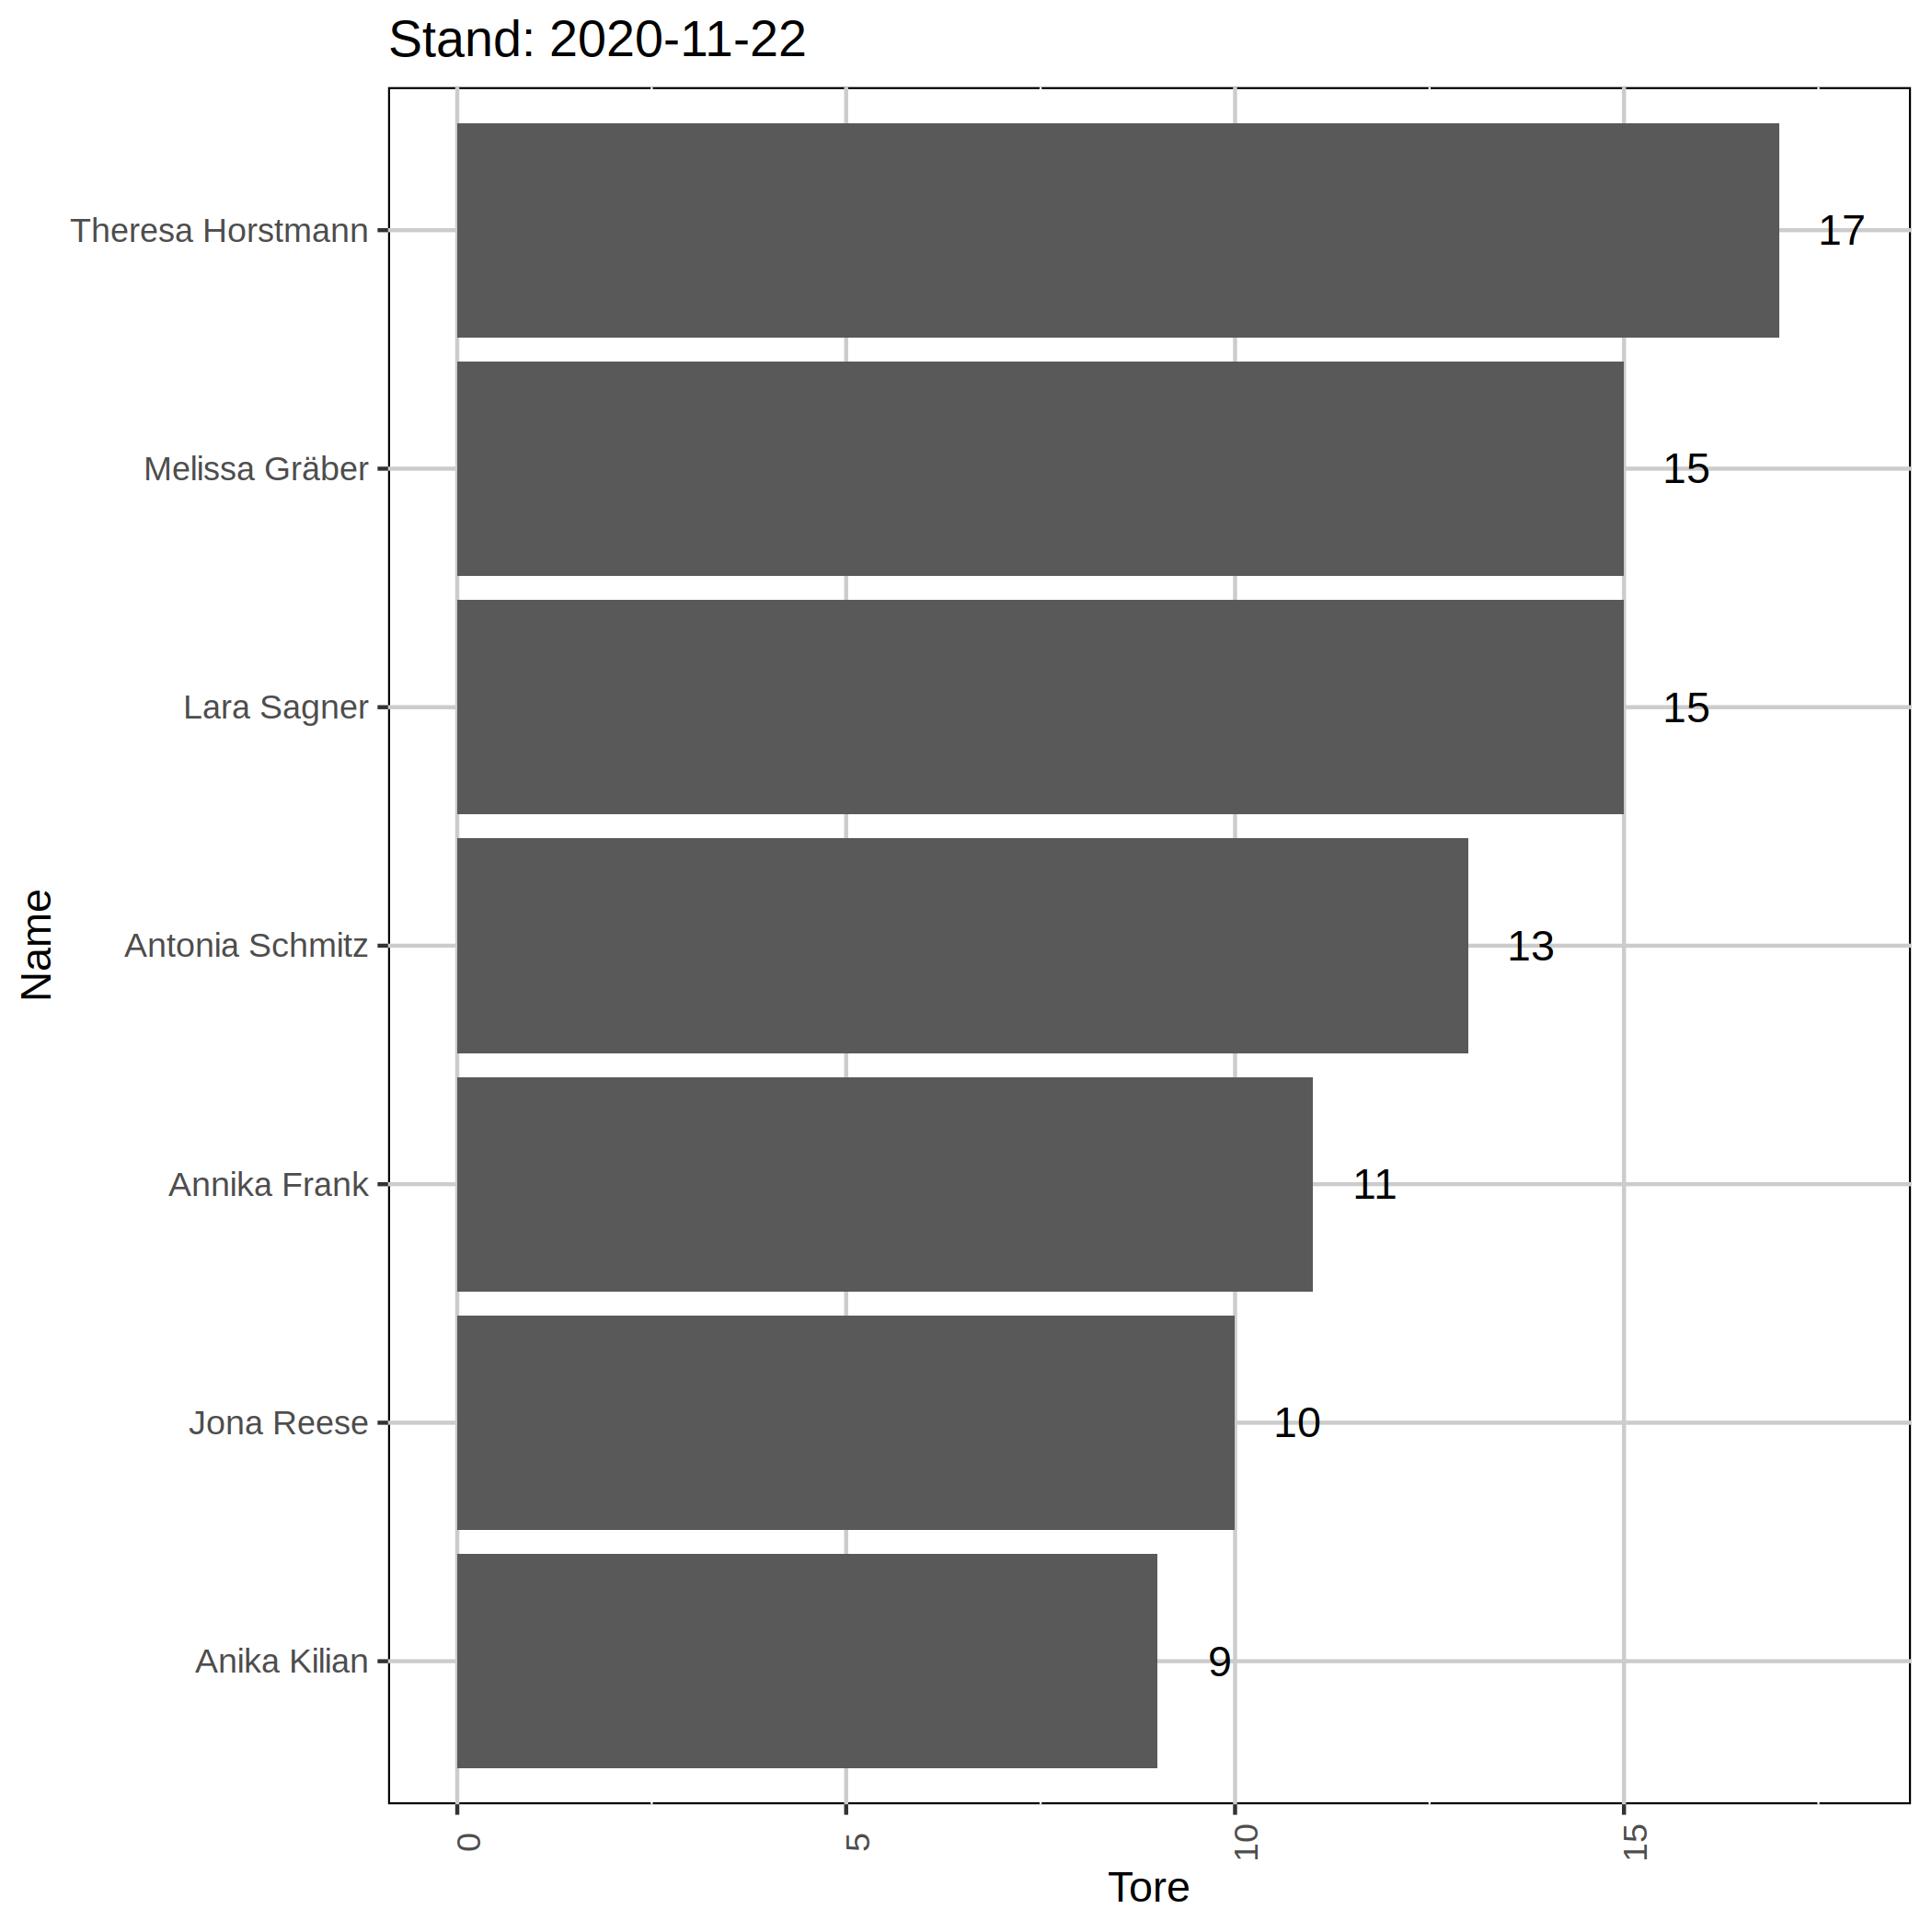 Stand: 2020-11-22
Theresa Horstmann 17
Melissa Gräber 15
Lara Sagner 15
Antonia Schmitz 13
Annika Frank 11
Jona Reese 10
Anika Kilian 9
Name
0 5 10 15
Tore